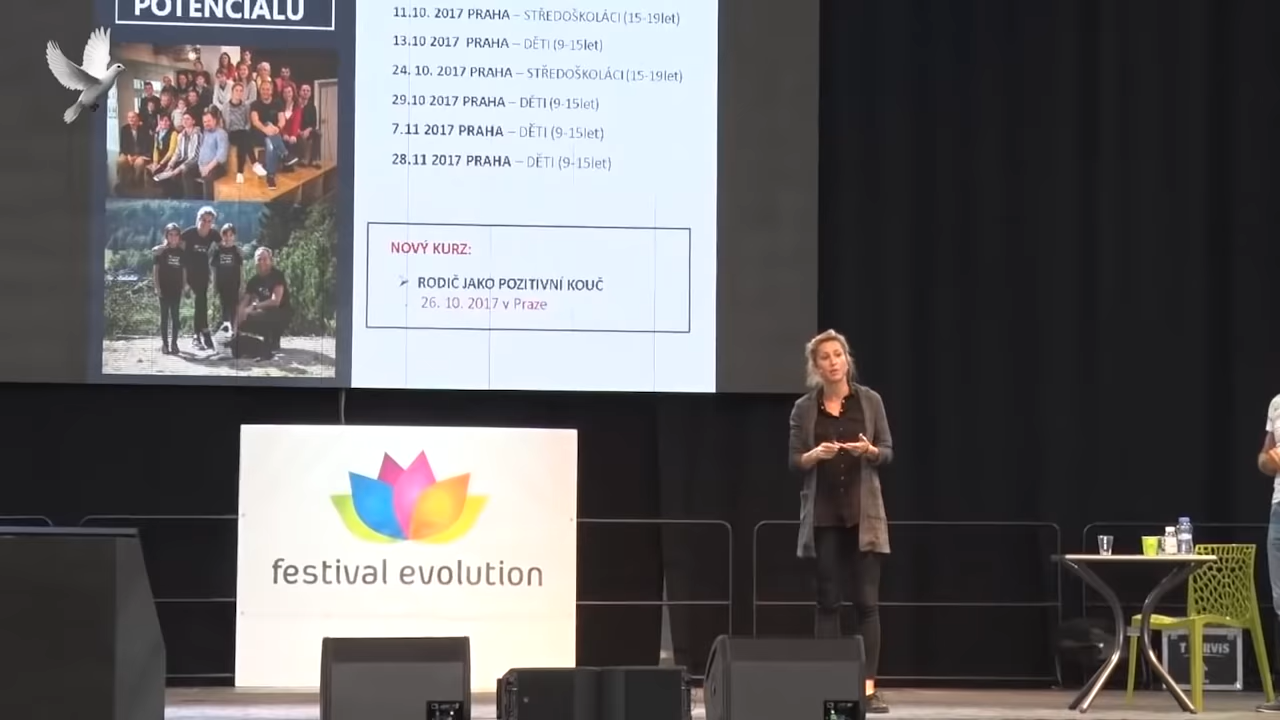 POTENCIÁLU
11.10. 2017 PRAHA – STŘEDOŠKOLÁCI (15-19let)
13.10 2017 PRAHA – DĚTI (9-15let)
24. 10. 2017 PRAHA – STŘEDOŠKOLÁCI (15-19let)
29.10 2017 PRAHA – DĚTI (9-15let)
7.11 2017 PRAHA – DĚTI (9-15let)
28.11 2017 PRAHA – DĚTI (9-15let)
NOVÝ KURZ:
RODIČ JAKO POZITIVNÍ KOUČ
26. 10. 2017 v Praze
festival evolution